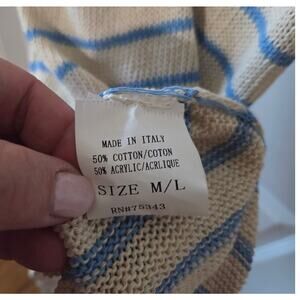 MADE IN ITALY
50% COTTON/COTON
50% ACRYLIC/ACRLIQUE
SIZE M/L
RN#75343